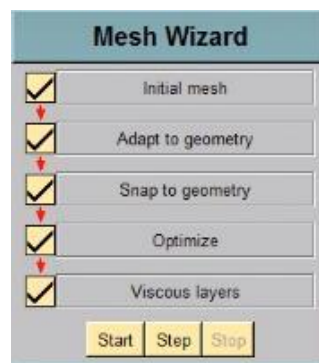 Mesh Wizard
Initial mesh
Adapt to geometry
Snap to geometry
Optimize
Viscous layers
Start Step Stop